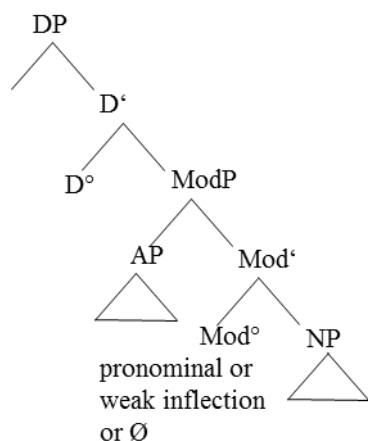 DP
D‘
D°
ModP
AP
Mod‘
Mod°
NP
pronominal or
weak inflection
or Ø